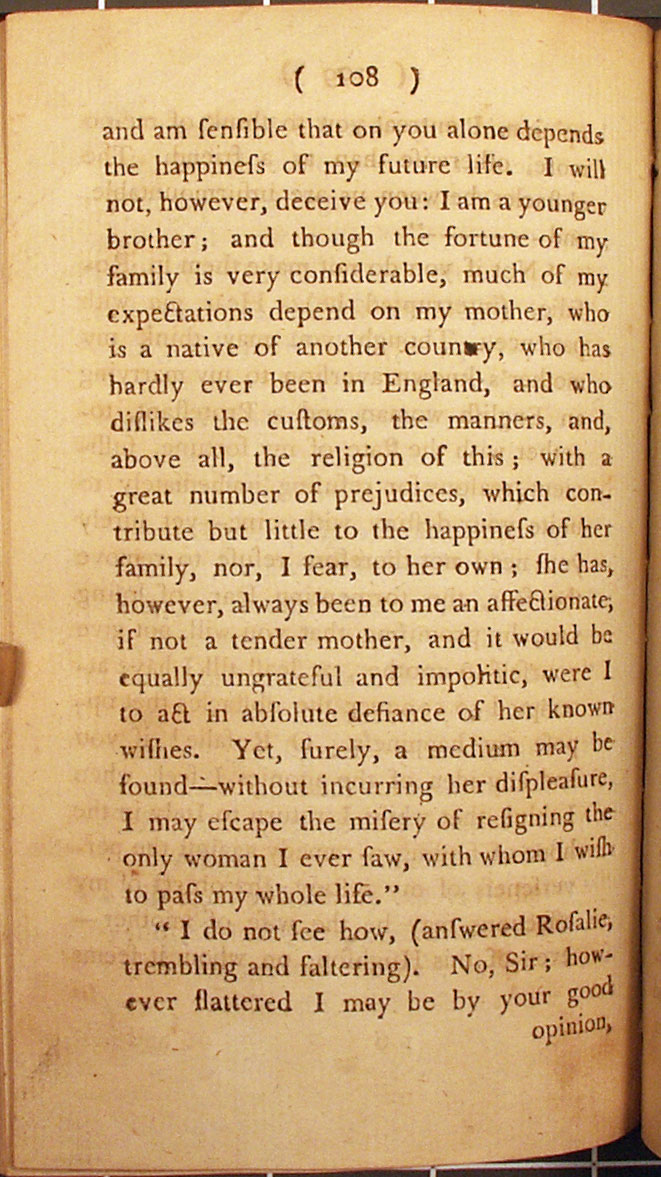 ( 108 )
and am ſenſible that on you alone depends
the happineſs of my future life. I will
not, however, deceive you: I am a younger
brother; and though the fortune of my
family is very conſiderable, much of my
expectations depend on my mother, who
is a native of another country, who has
hardly ever been in England, and who
diſlikes the cuſtoms, the manners, and,
above all, the religion of this; with a
great number of prejudices, which con-
tribute but little to the happineſs of her
family, nor, I fear, to her own; ſhe has,
however, always been to me an affectionate,
if not a tender mother, and it would be
equally ungrateful and impolitic, were I
to act in abſolute defiance of her known
wiſhes. Yet, ſurely, a medium may be
found—without incurring her diſpleaſure,
I may eſcape the miſery of reſigning the
only woman I ever ſaw, with whom I wiſh
to paſs my whole life.”
“ I do not ſee how, (anſwered Roſalie,
trembling and faltering). No, Sir; how-
ever flattered I may be by your good
opinion,